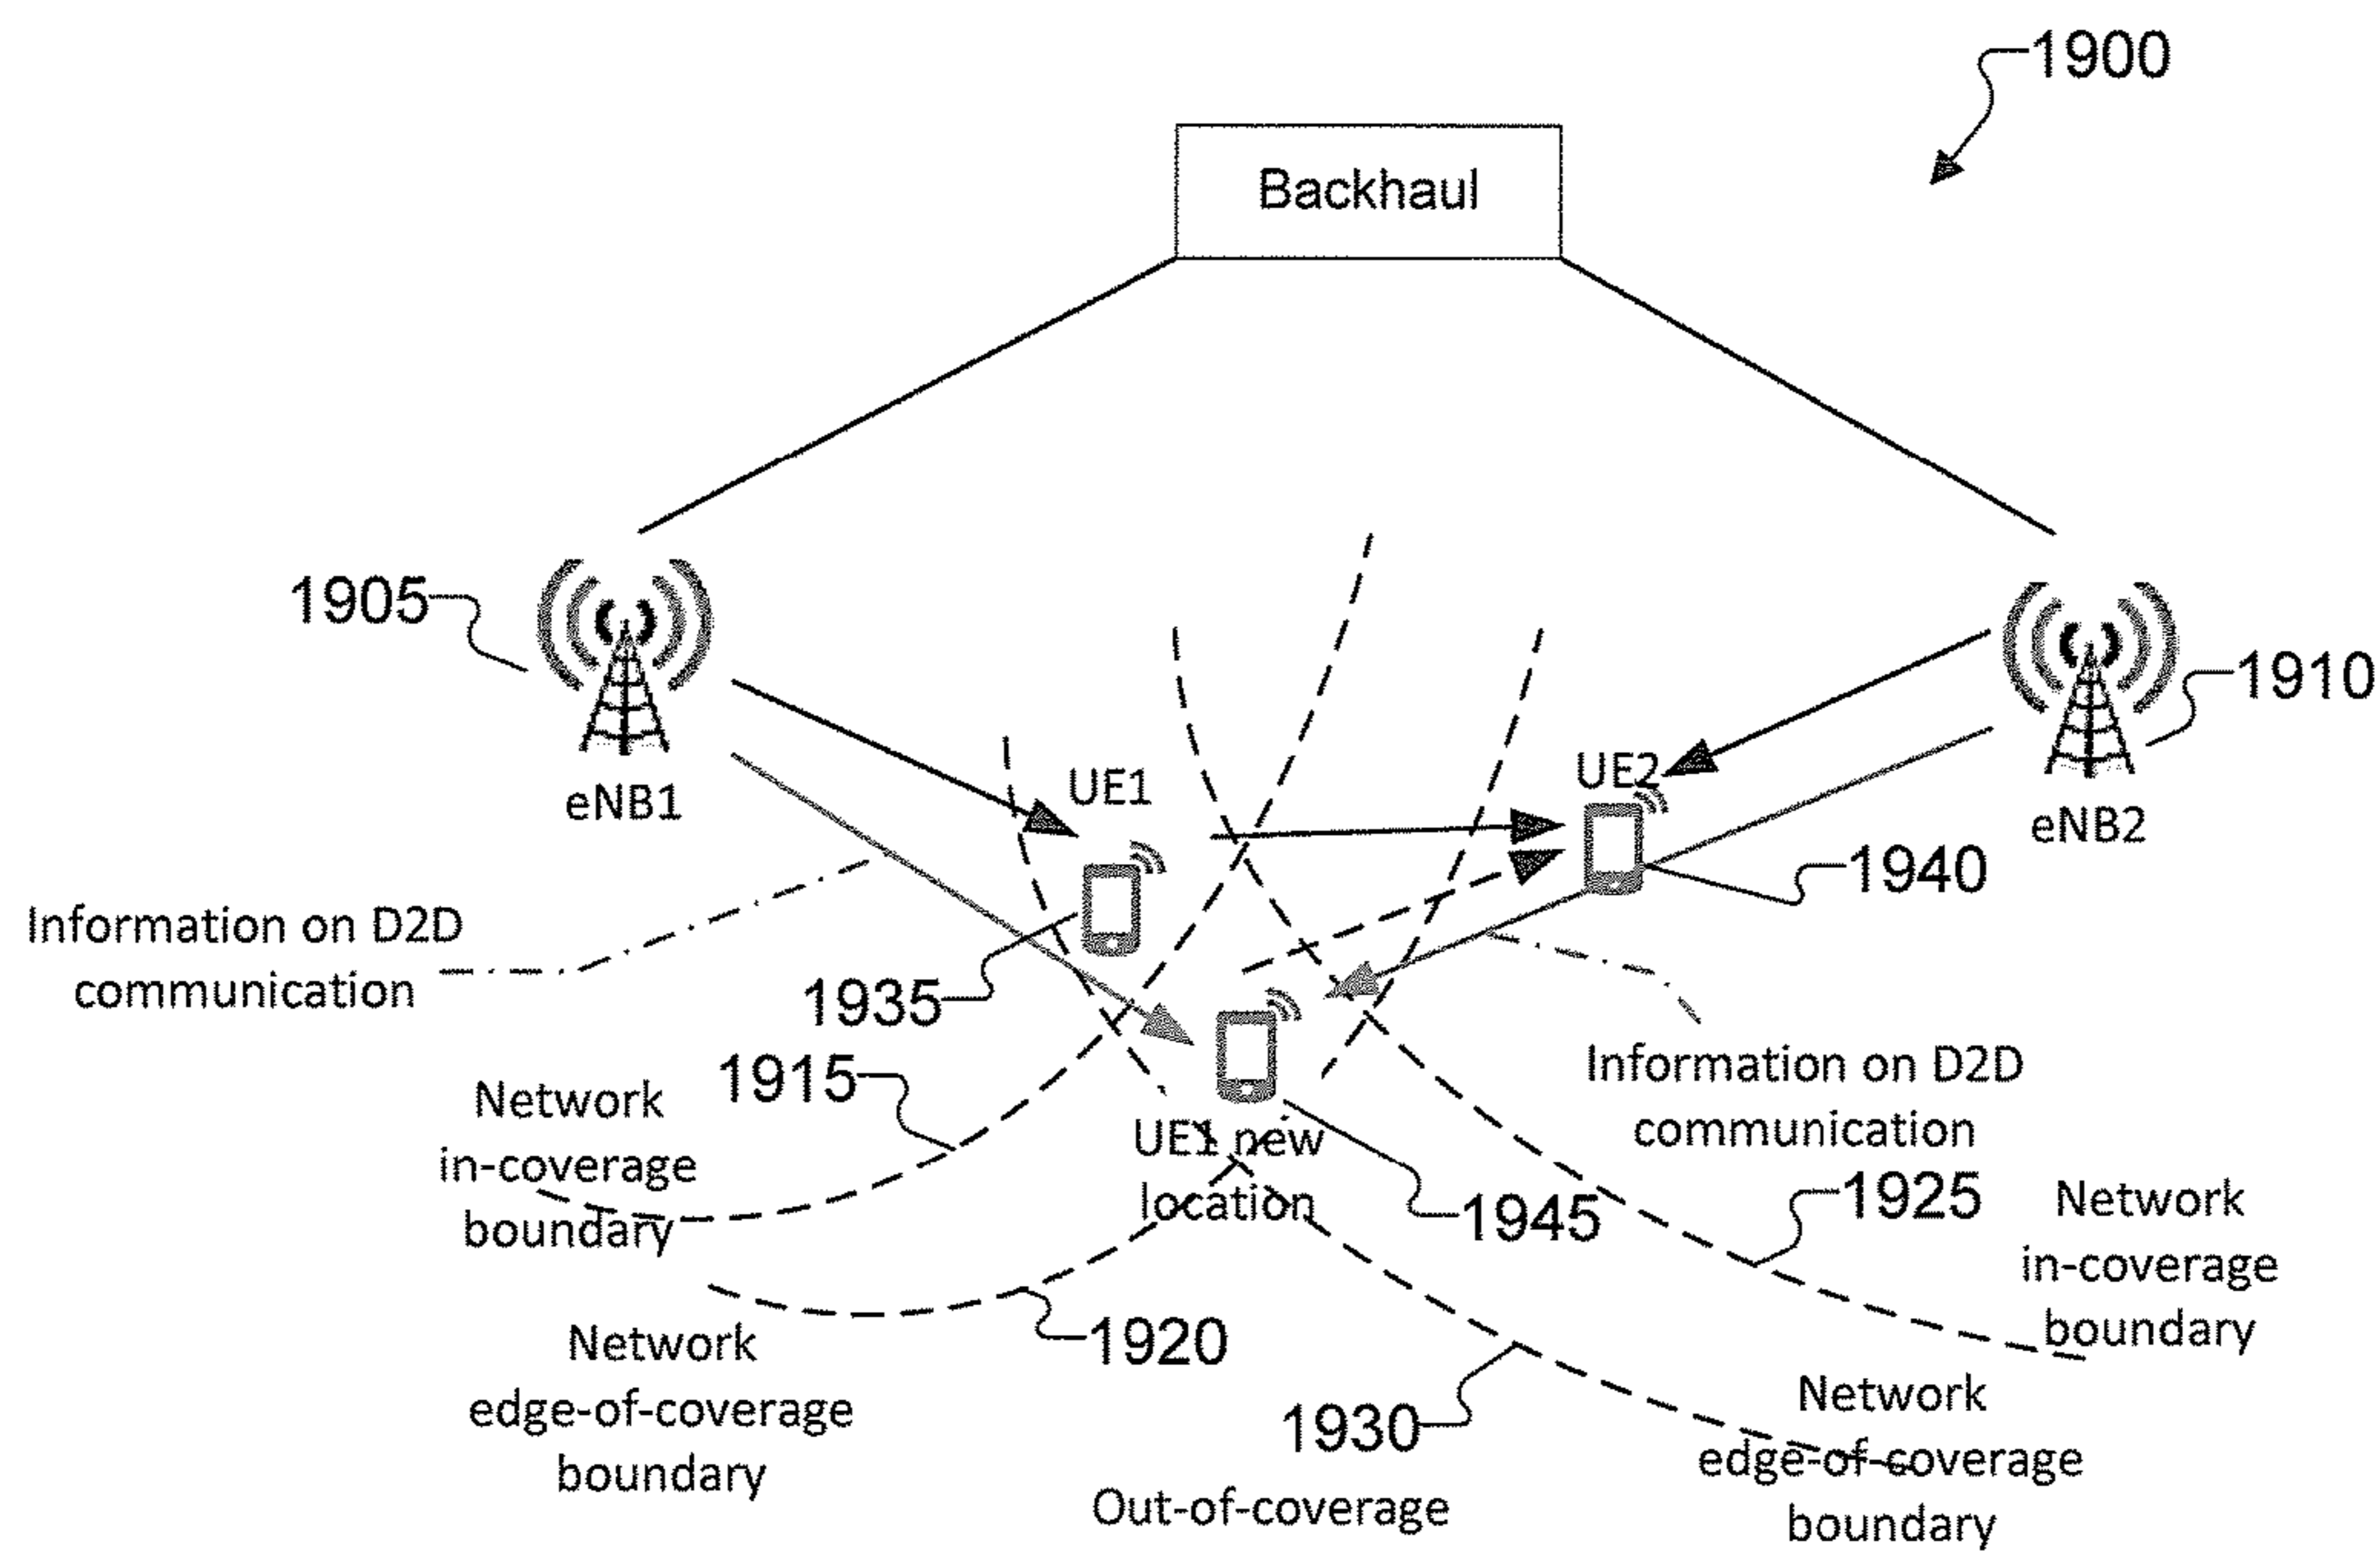 1900
Backhaul
1905
eNB1
1910
eNB2
UE1
UE2
1940
Information on D2D
communication
1935
1915
Network
in-coverage
boundary
UE1 new
location
1945
Information on D2D
communication
1925
Network
in-coverage
boundary
1920
Network
edge-of-coverage
boundary
1930
Network
edge-of-coverage
boundary
Out-of-coverage